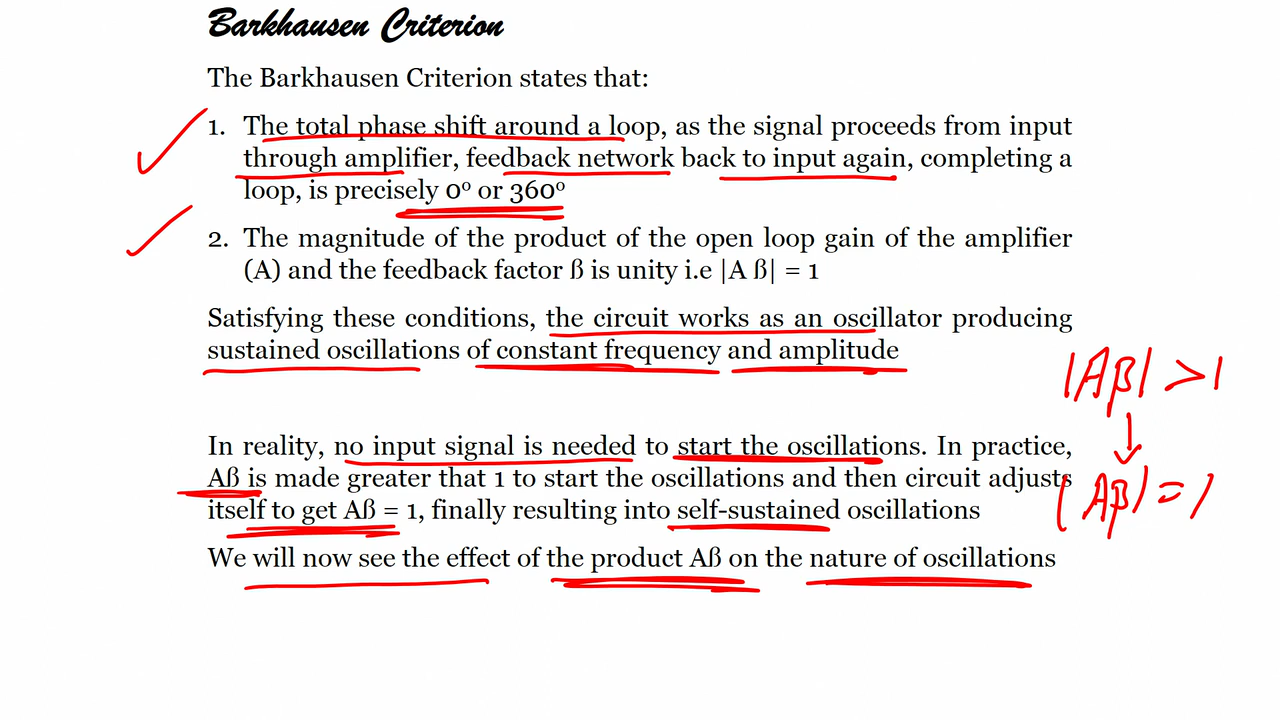 Barkhausen Criterion
The Barkhausen Criterion states that:
1. The total phase shift around a loop, as the signal proceeds from input
through amplifier, feedback network back to input again, completing a
loop, is precisely 0º or 360º
2. The magnitude of the product of the open loop gain of the amplifier
(A) and the feedback factor ß is unity i.e |A ß| = 1
Satisfying these conditions, the circuit works as an oscillator producing
sustained oscillations of constant frequency and amplitude
|Aβ| > 1
↓
|Aβ| = 1
In reality, no input signal is needed to start the oscillations. In practice,
Aß is made greater that 1 to start the oscillations and then circuit adjusts
itself to get Aß = 1, finally resulting into self-sustained oscillations
We will now see the effect of the product Aß on the nature of oscillations